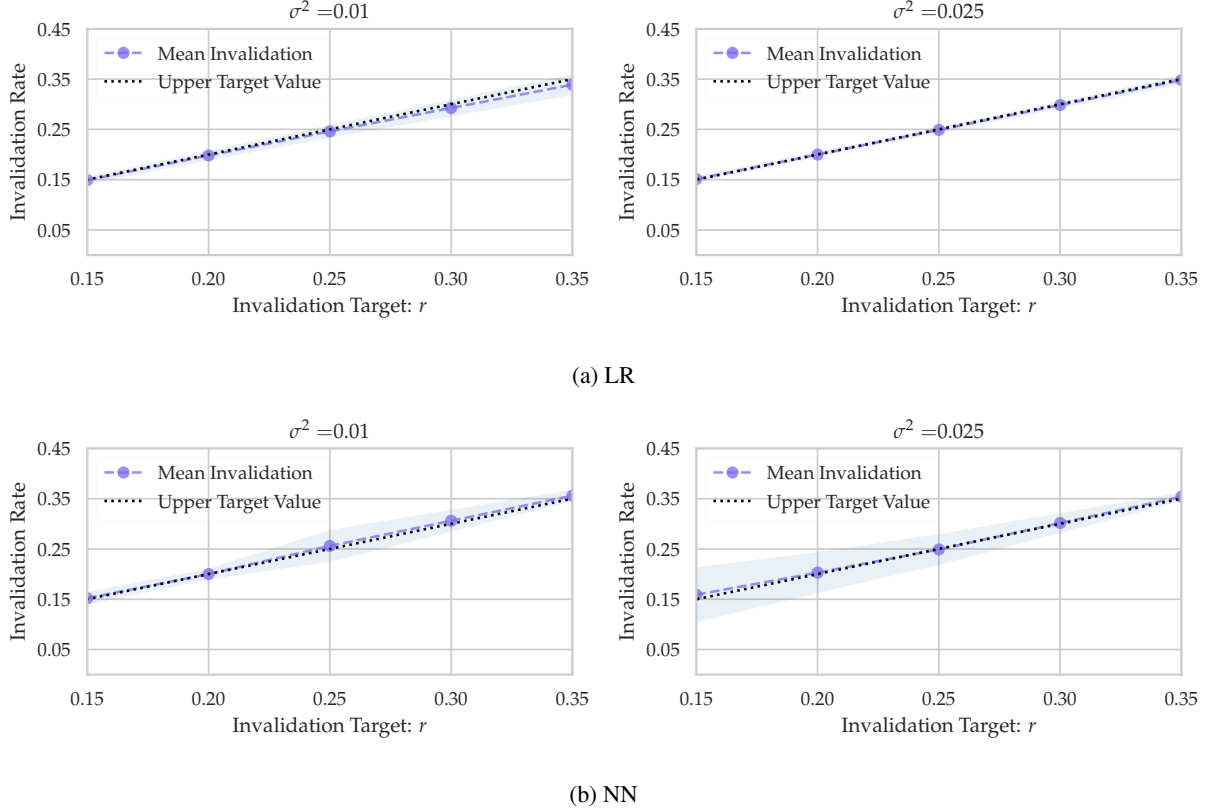 σ² =0.01
0.45
0.35
0.25
0.15
0.05
Invalidation Rate
Mean Invalidation
Upper Target Value
0.15 0.20 0.25 0.30 0.35
Invalidation Target: r
σ² =0.025
0.45
0.35
0.25
0.15
0.05
Invalidation Rate
Mean Invalidation
Upper Target Value
0.15 0.20 0.25 0.30 0.35
Invalidation Target: r
(a) LR
σ² =0.01
0.45
0.35
0.25
0.15
0.05
Invalidation Rate
Mean Invalidation
Upper Target Value
0.15 0.20 0.25 0.30 0.35
Invalidation Target: r
σ² =0.025
0.45
0.35
0.25
0.15
0.05
Invalidation Rate
Mean Invalidation
Upper Target Value
0.15 0.20 0.25 0.30 0.35
Invalidation Target: r
(b) NN